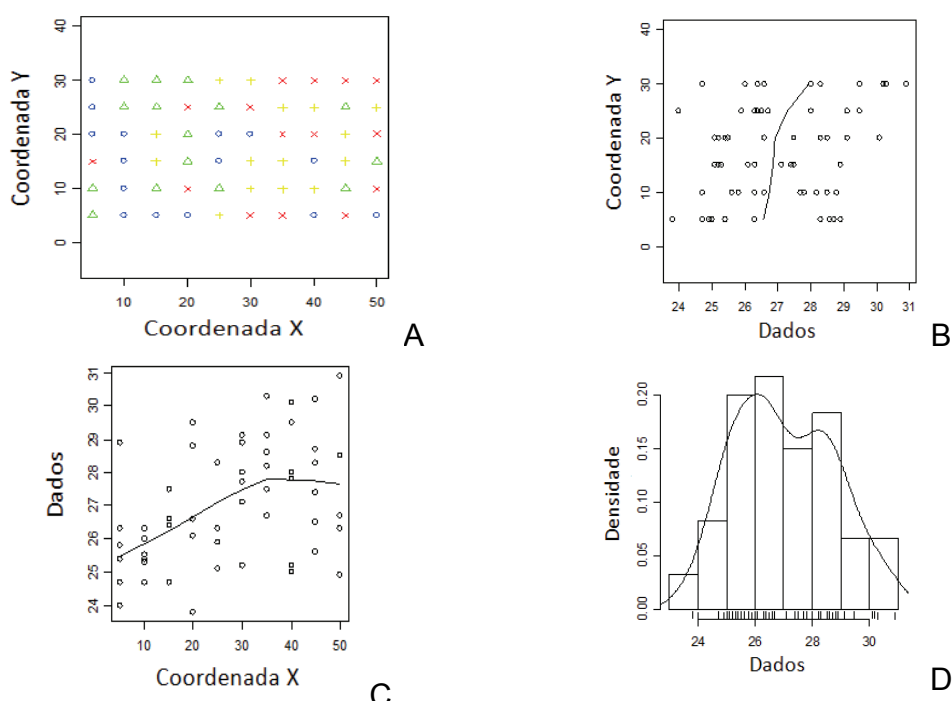 Coordenada Y
40
30
20
10
0
10 20 30 40 50
Coordenada X
A
Coordenada Y
40
30
20
10
0
24 25 26 27 28 29 30 31
Dados
B
Dados
31
30
29
28
27
26
25
24
10 20 30 40 50
Coordenada X
C
Densidade
0.20
0.15
0.10
0.05
0.00
24 26 28 30
Dados
D